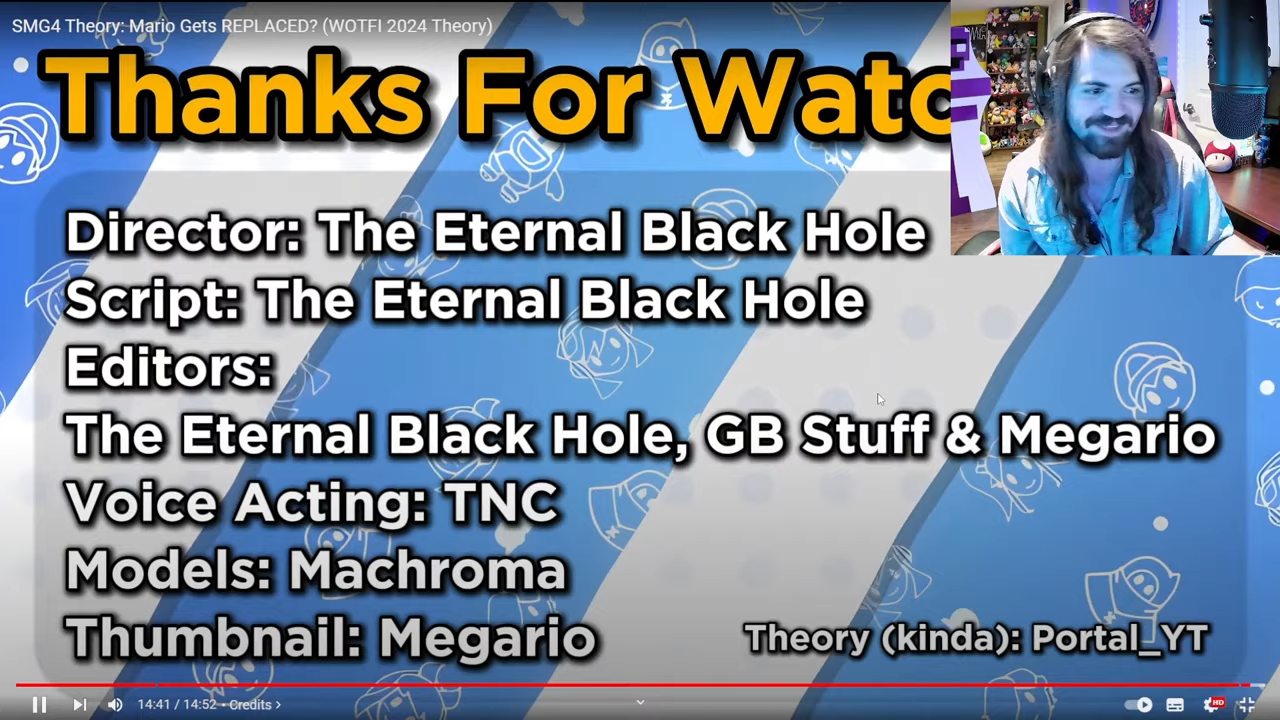 SMG4 Theory: Mario Gets REPLACED? (WOTFI 2024 Theory)
Thanks For Watc
Director: The Eternal Black Hole
Script: The Eternal Black Hole
Editors:
The Eternal Black Hole, GB Stuff & Megario
Voice Acting: TNC
Models: Machroma
Thumbnail: Megario
Theory (kinda): Portal_YT
14:41 / 14:52 • Credits ›
HD